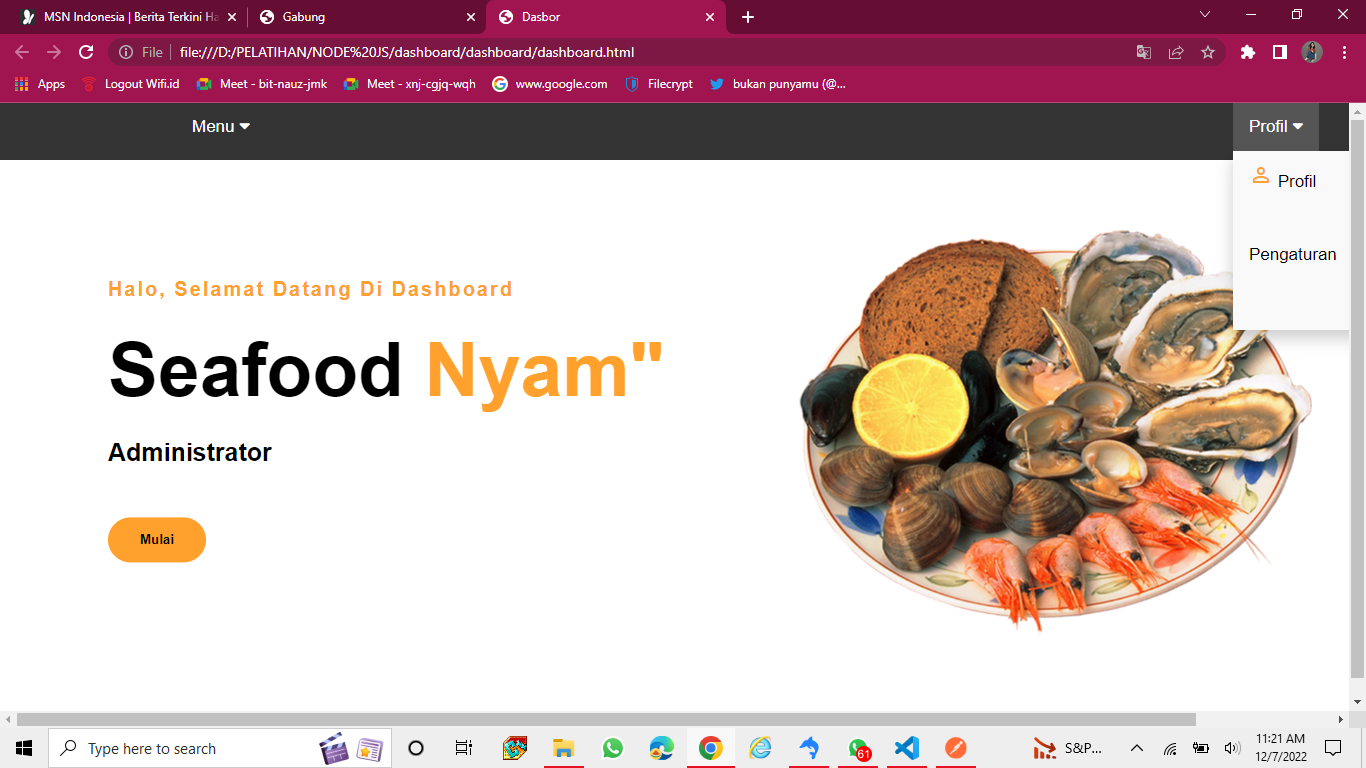 MSN Indonesia | Berita Terkini Ha
Gabung
Dasbor
File
file:///D:/PELATIHAN/NODE%20JS/dashboard/dashboard/dashboard.html
Apps
Logout Wifi.id
Meet - bit-nauz-jmk
Meet - xnj-cgjq-wqh
www.google.com
Filecrypt
bukan punyamu (@...
Menu
Profil
Profil
Pengaturan
Halo, Selamat Datang Di Dashboard
Seafood Nyam"
Administrator
Mulai
Type here to search
61
S&P...
11:21 AM
12/7/2022